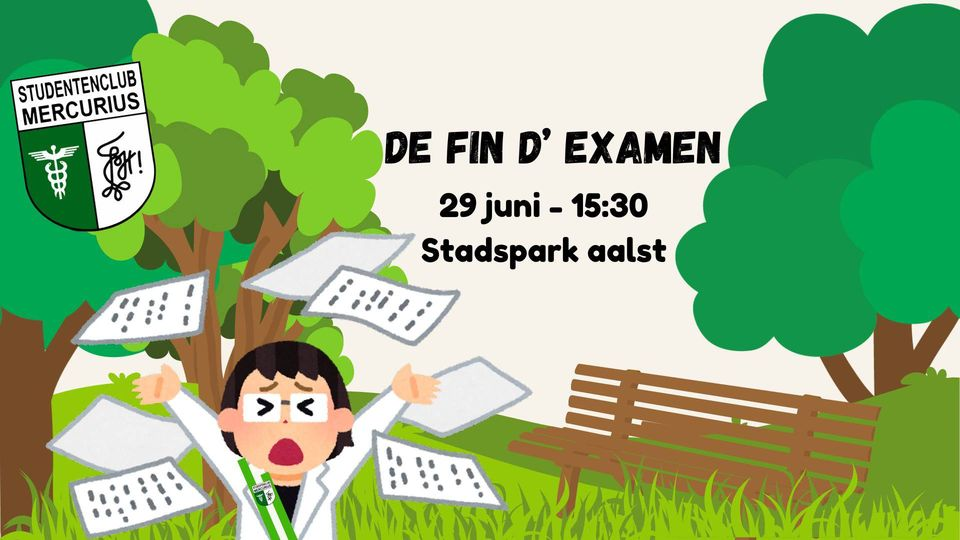 STUDENTENCLUB
MERCURIUS
DE FIN D' EXAMEN
29 juni - 15:30
Stadspark aalst